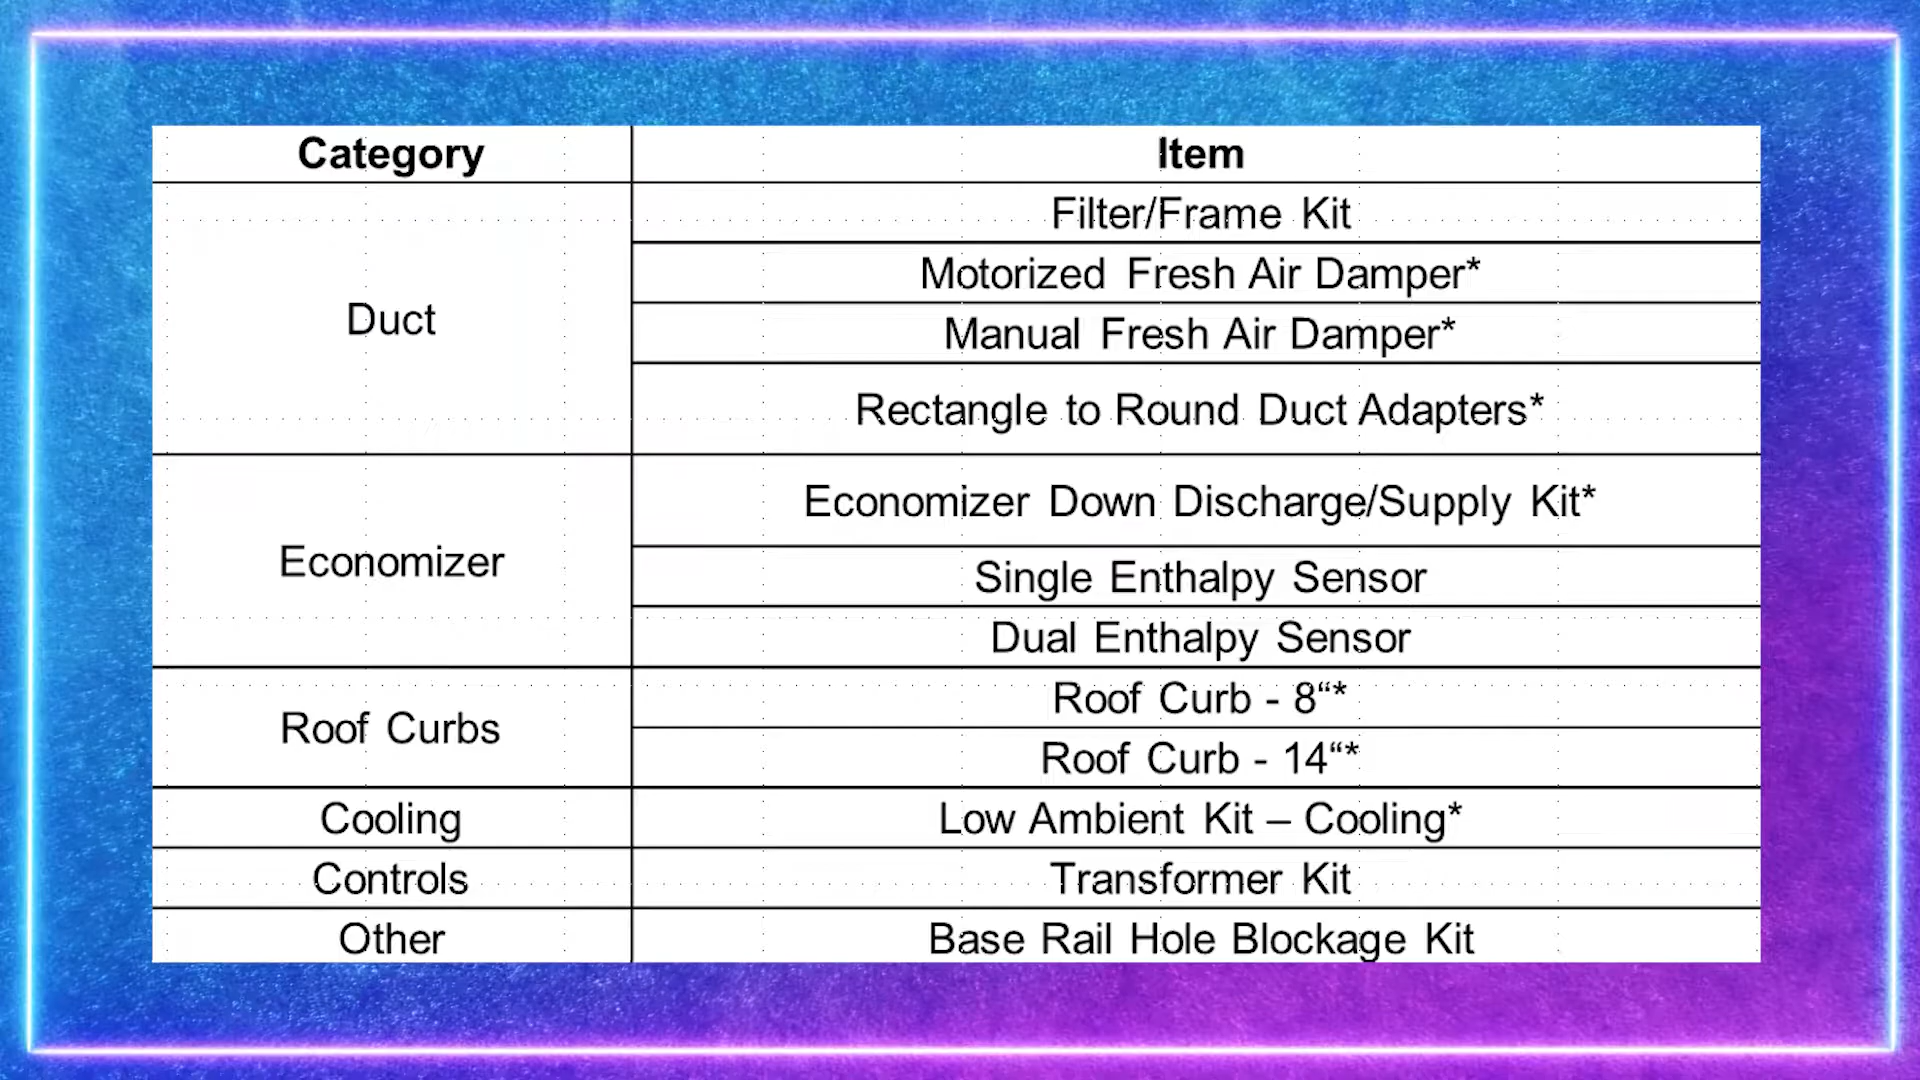 Category
Item
Duct
Filter/Frame Kit
Motorized Fresh Air Damper*
Manual Fresh Air Damper*
Rectangle to Round Duct Adapters*
Economizer
Economizer Down Discharge/Supply Kit*
Single Enthalpy Sensor
Dual Enthalpy Sensor
Roof Curbs
Roof Curb - 8“*
Roof Curb - 14“*
Cooling
Low Ambient Kit – Cooling*
Controls
Transformer Kit
Other
Base Rail Hole Blockage Kit